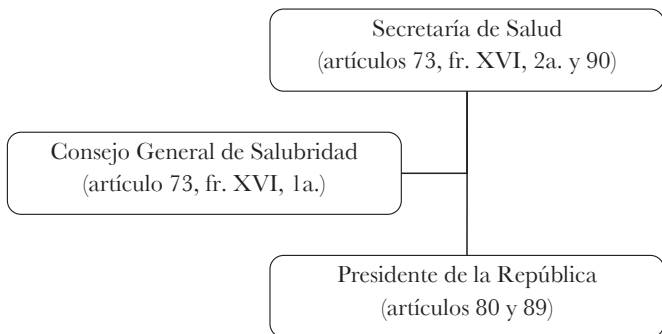 Secretaría de Salud
(artículos 73, fr. XVI, 2a. y 90)
Consejo General de Salubridad
(artículo 73, fr. XVI, 1a.)
Presidente de la República
(artículos 80 y 89)